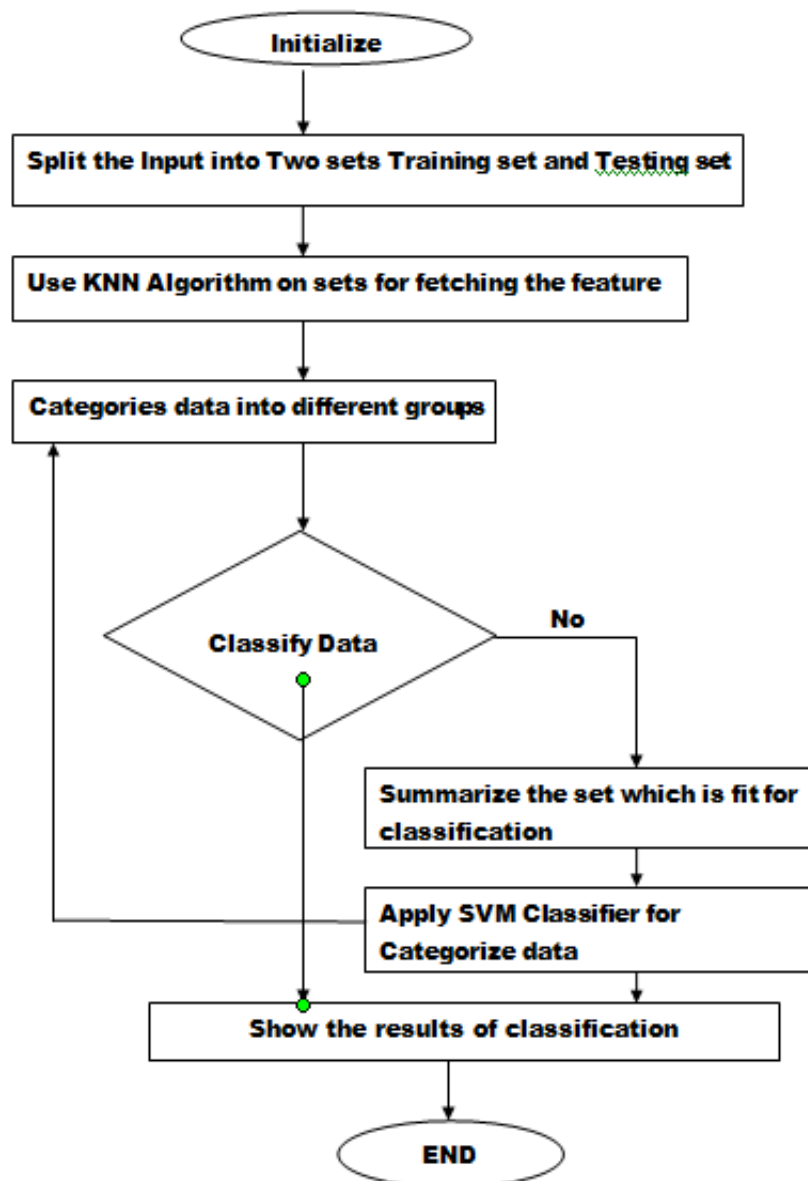 Initialize
Split the Input into Two sets Training set and Testing set
Use KNN Algorithm on sets for fetching the feature
Categories data into different groups
Classify Data
No
Summarize the set which is fit for
classification
Apply SVM Classifier for
Categorize data
Show the results of classification
END